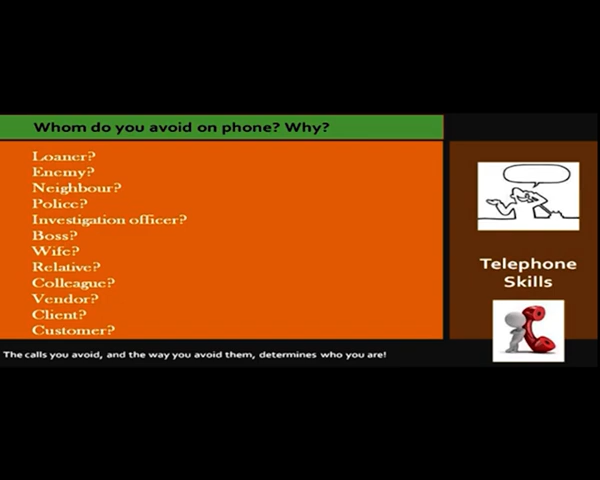 Whom do you avoid on phone? Why?
Loaner?
Enemy?
Neighbour?
Police?
Investigation officer?
Boss?
Wife?
Relative?
Colleague?
Vendor?
Client?
Customer?
Telephone
Skills
The calls you avoid, and the way you avoid them, determines who you are!